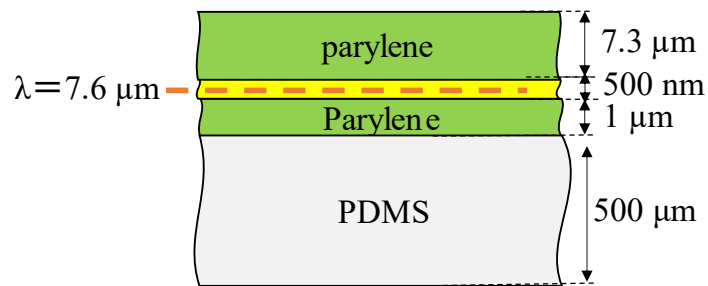 parylene
7.3 µm
λ＝7.6 µm
500 nm
Parylene
1 µm
PDMS
500 µm